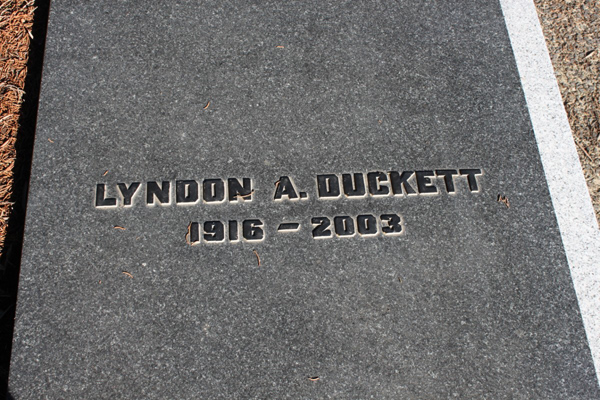 LYNDON A. DUCKETT
1916 - 2003